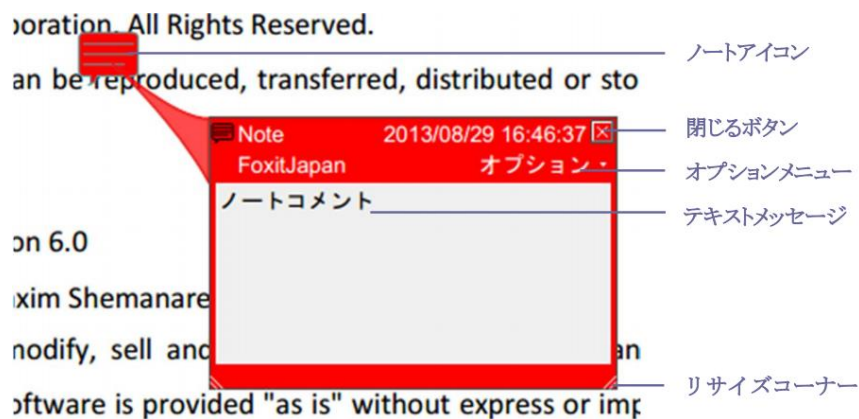 poration. All Rights Reserved.
ノートアイコン
an be reproduced, transferred, distributed or sto
Note 2013/08/29 16:46:37
閉じるボタン
FoxitJapan オプション
オプションメニュー
ノートコメント
テキストメッセージ
on 6.0
xim Shemanare
modify, sell and an
リサイズコーナー
oftware is provided "as is" without express or imp